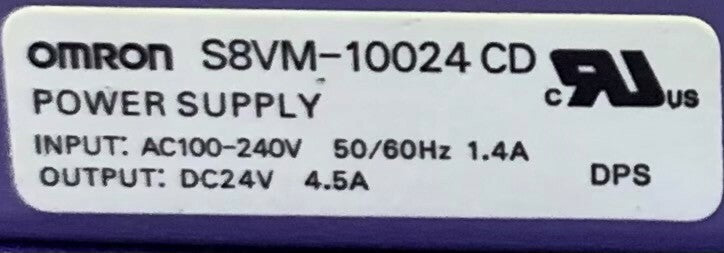 OMRON S8VM-10024 CD
POWER SUPPLY
INPUT: AC100-240V 50/60Hz 1.4A
OUTPUT: DC24V 4.5A
c RU US
DPS